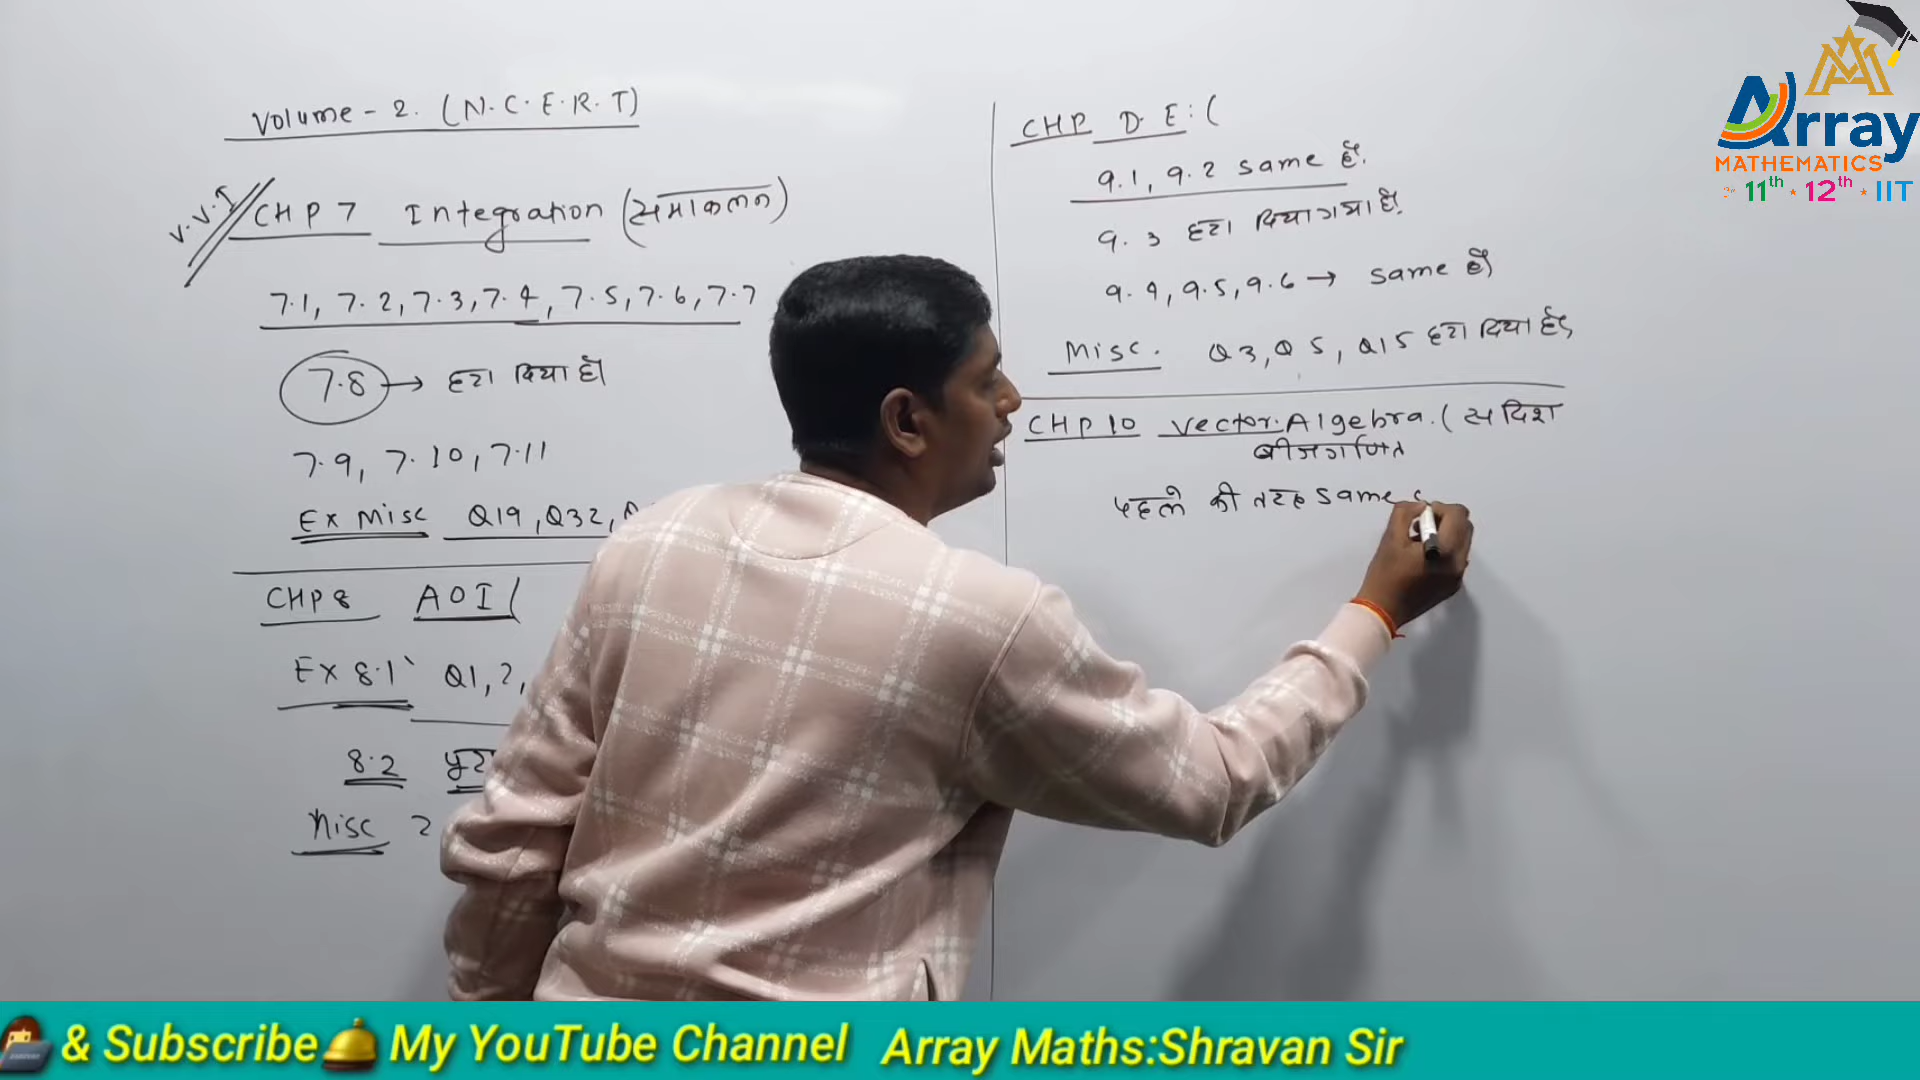 Volume - 2. (N.C.E.R.T)
V.V.I
CHP 7 Integration (समाकलन)
7.1, 7.2, 7.3, 7.4, 7.5, 7.6, 7.7
7.8 → हटा दिया है
7.9, 7.10, 7.11
Ex Misc Q19, Q32,
CHP 8 AOI (
Ex 8.1 Q1, 2,
8.2
Misc 2
CHP D.E: (
9.1, 9.2 same है.
9.3 हटा दिया गया है.
9.4, 9.5, 9.6 → same है
Misc. Q3, Q5, Q15 हटा दिया है
CHP 10 Vector Algebra. (सदिश
बीजगणित
पहले की तरह same
Array
MATHEMATICS
11th * 12th * IIT
& Subscribe My YouTube Channel Array Maths:Shravan Sir